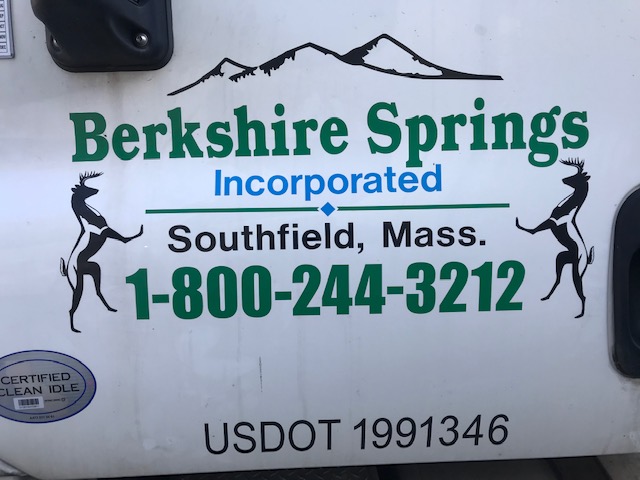 Berkshire Springs
Incorporated
Southfield, Mass.
1-800-244-3212
CERTIFIED
CLEAN IDLE
USDOT 1991346